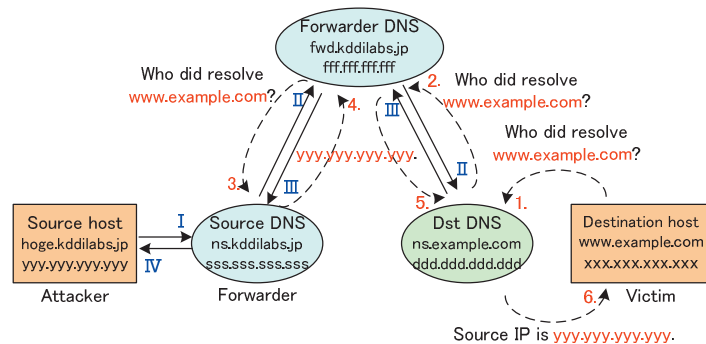 Forwarder DNS
fwd.kddilabs.jp
fff.fff.fff.fff
Who did resolve
www.example.com?
II
4.
III
2.
Who did resolve
www.example.com?
Who did resolve
www.example.com?
yyy.yyy.yyy.yyy.
3.
III
II
5.
1.
Source host
hoge.kddilabs.jp
yyy.yyy.yyy.yyy
Attacker
I
IV
Source DNS
ns.kddilabs.jp
sss.sss.sss.sss
Forwarder
Dst DNS
ns.example.com
ddd.ddd.ddd.ddd
Destination host
www.example.com
xxx.xxx.xxx.xxx
6.
Victim
Source IP is yyy.yyy.yyy.yyy.